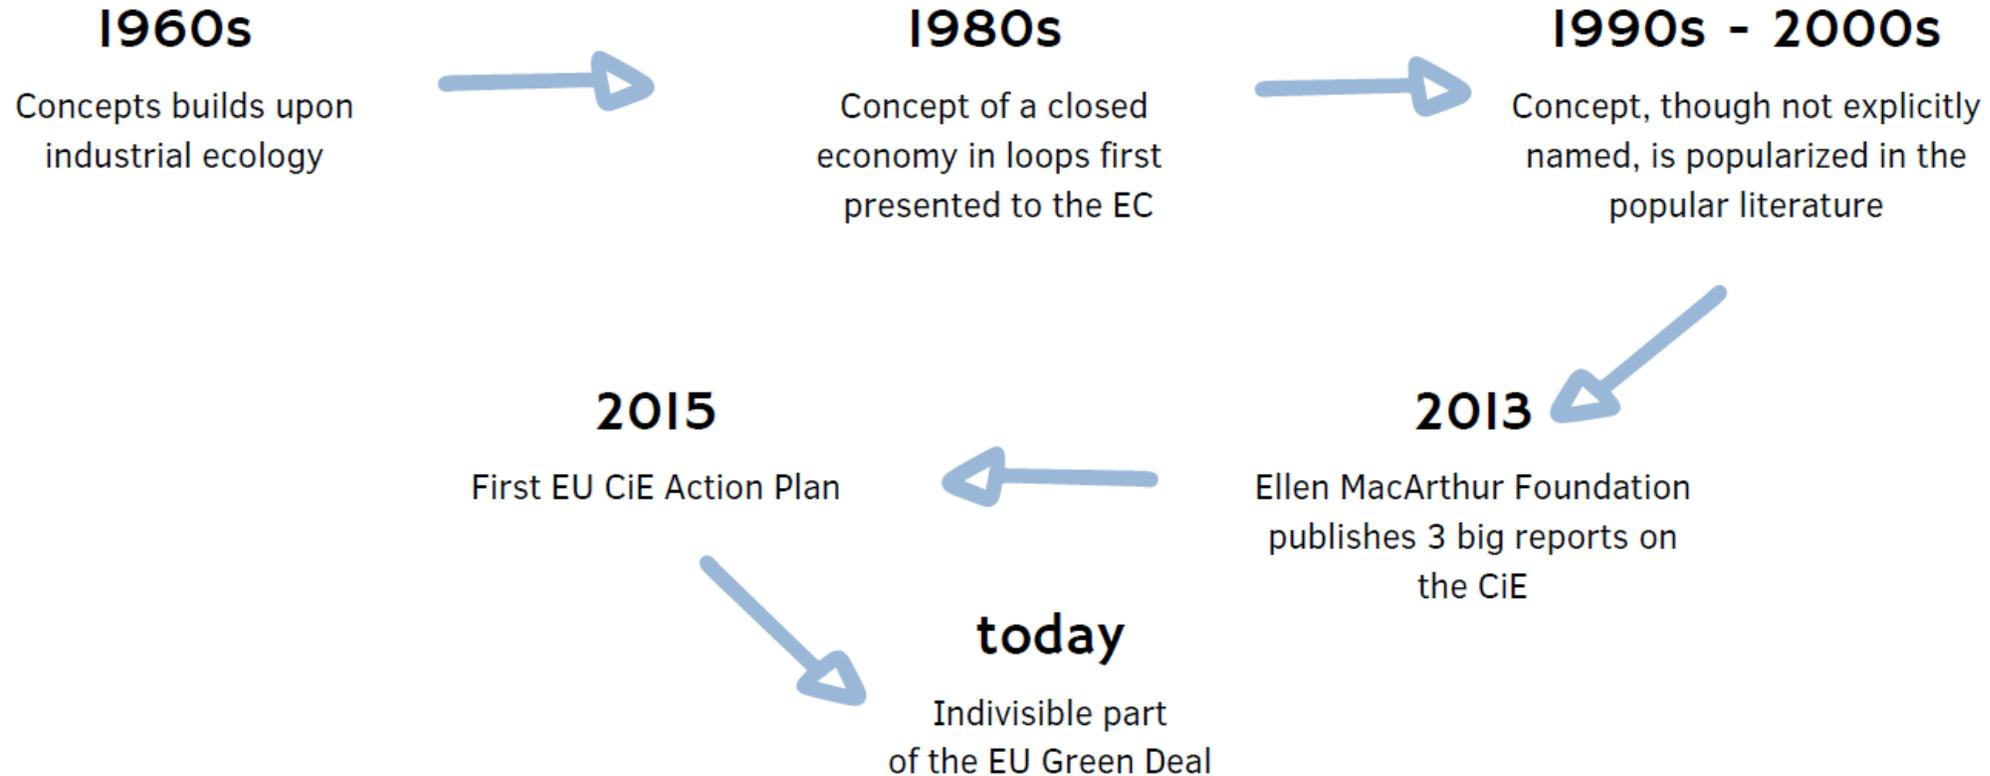 1960s
Concepts builds upon
industrial ecology
1980s
Concept of a closed
economy in loops first
presented to the EC
1990s - 2000s
Concept, though not explicitly
named, is popularized in the
popular literature
2013
Ellen MacArthur Foundation
publishes 3 big reports on
the CiE
2015
First EU CiE Action Plan
today
Indivisible part
of the EU Green Deal